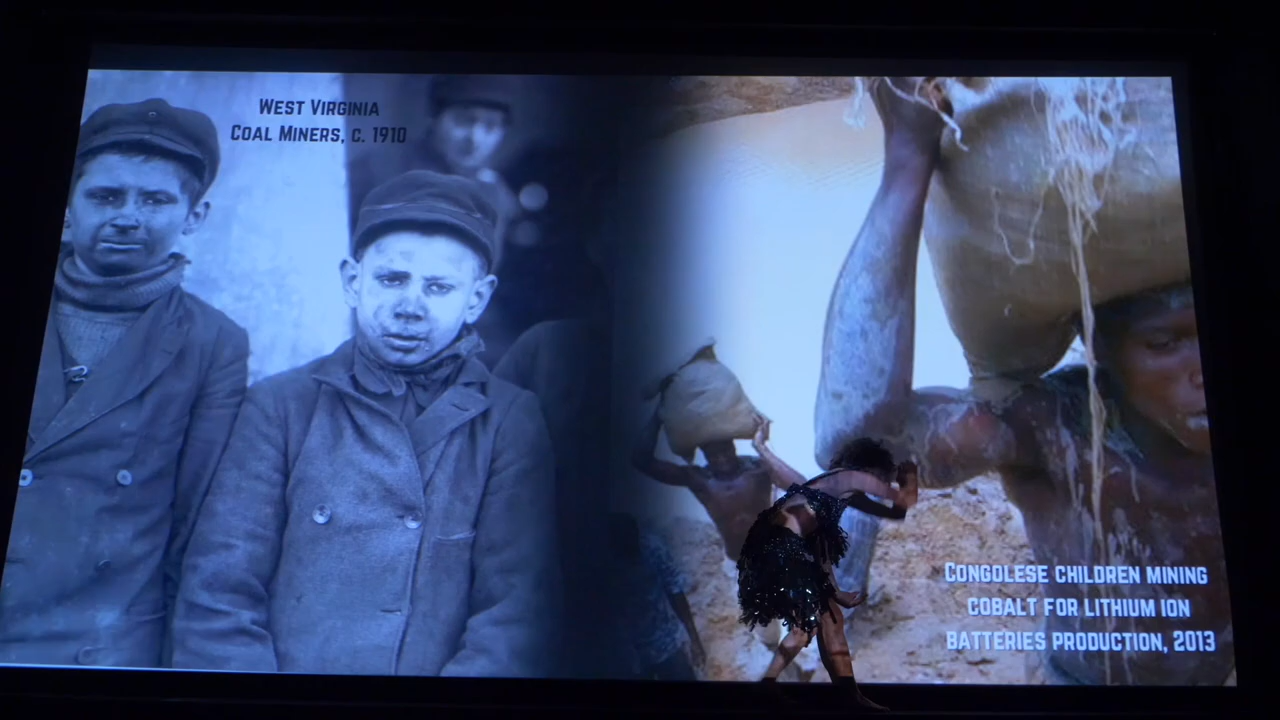 West Virginia
Coal Miners, c. 1910
Congolese children mining
cobalt for lithium ion
batteries production, 2013